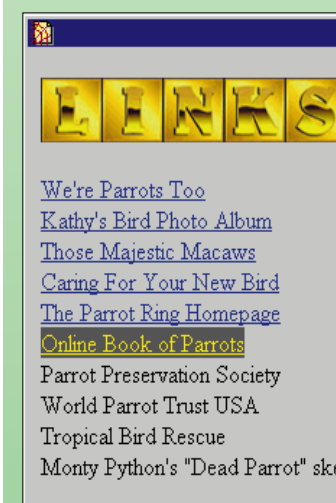 LINKS
We're Parrots Too
Kathy's Bird Photo Album
Those Majestic Macaws
Caring For Your New Bird
The Parrot Ring Homepage
Online Book of Parrots
Parrot Preservation Society
World Parrot Trust USA
Tropical Bird Rescue
Monty Python's "Dead Parrot"